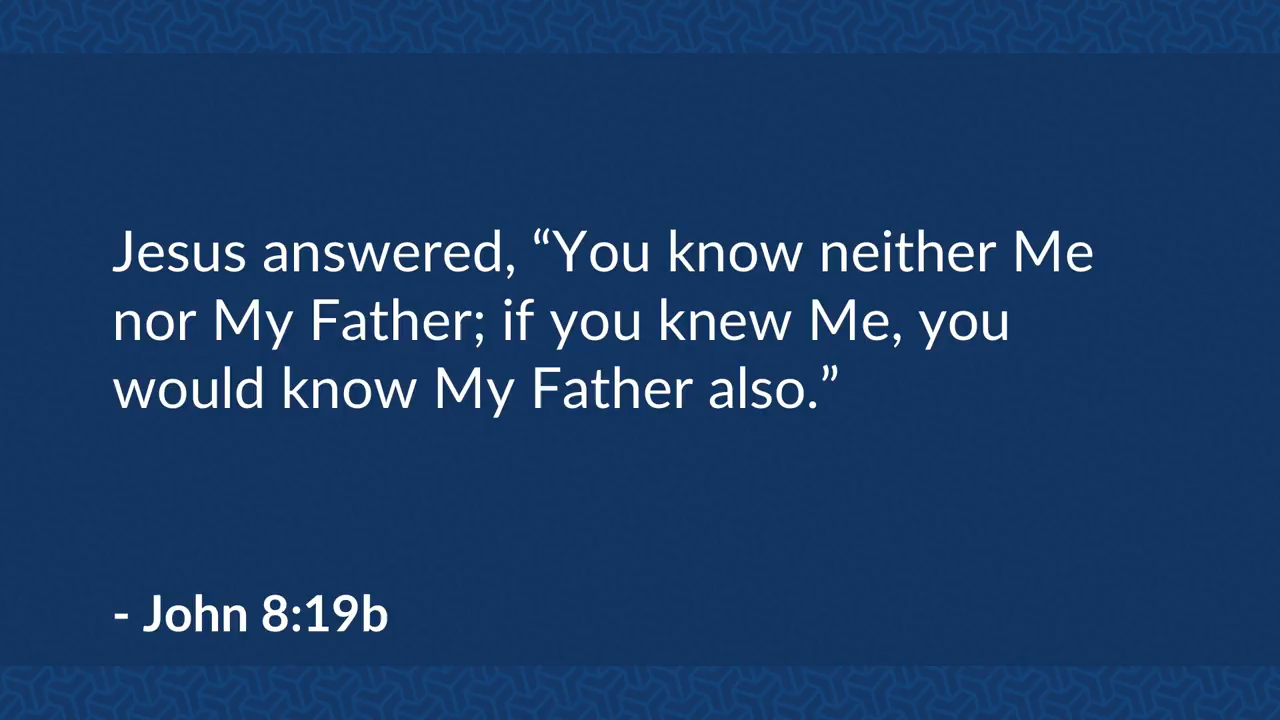 Jesus answered, “You know neither Me
nor My Father; if you knew Me, you
would know My Father also.”
- John 8:19b